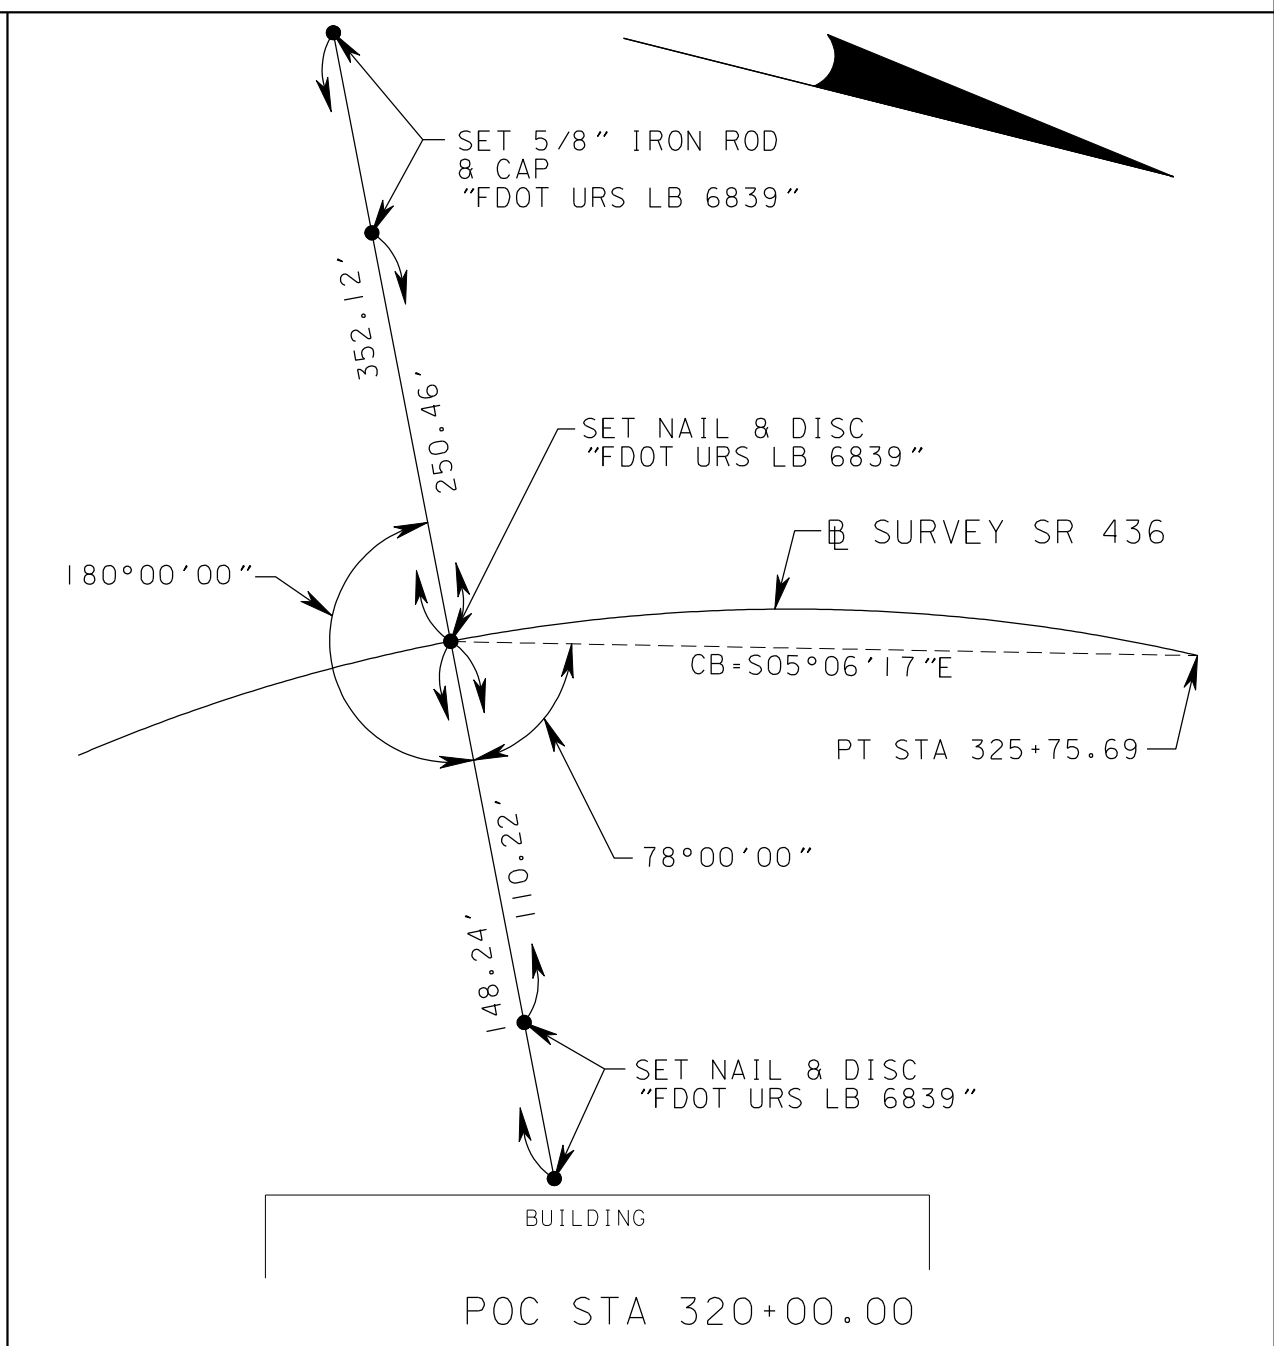 SET 5/8" IRON ROD
& CAP
"FDOT URS LB 6839"
352.12'
250.46'
SET NAIL & DISC
"FDOT URS LB 6839"
BL SURVEY SR 436
180°00'00"
CB=S05°06'17"E
PT STA 325+75.69
110.22'
78°00'00"
148.24'
SET NAIL & DISC
"FDOT URS LB 6839"
BUILDING
POC STA 320+00.00